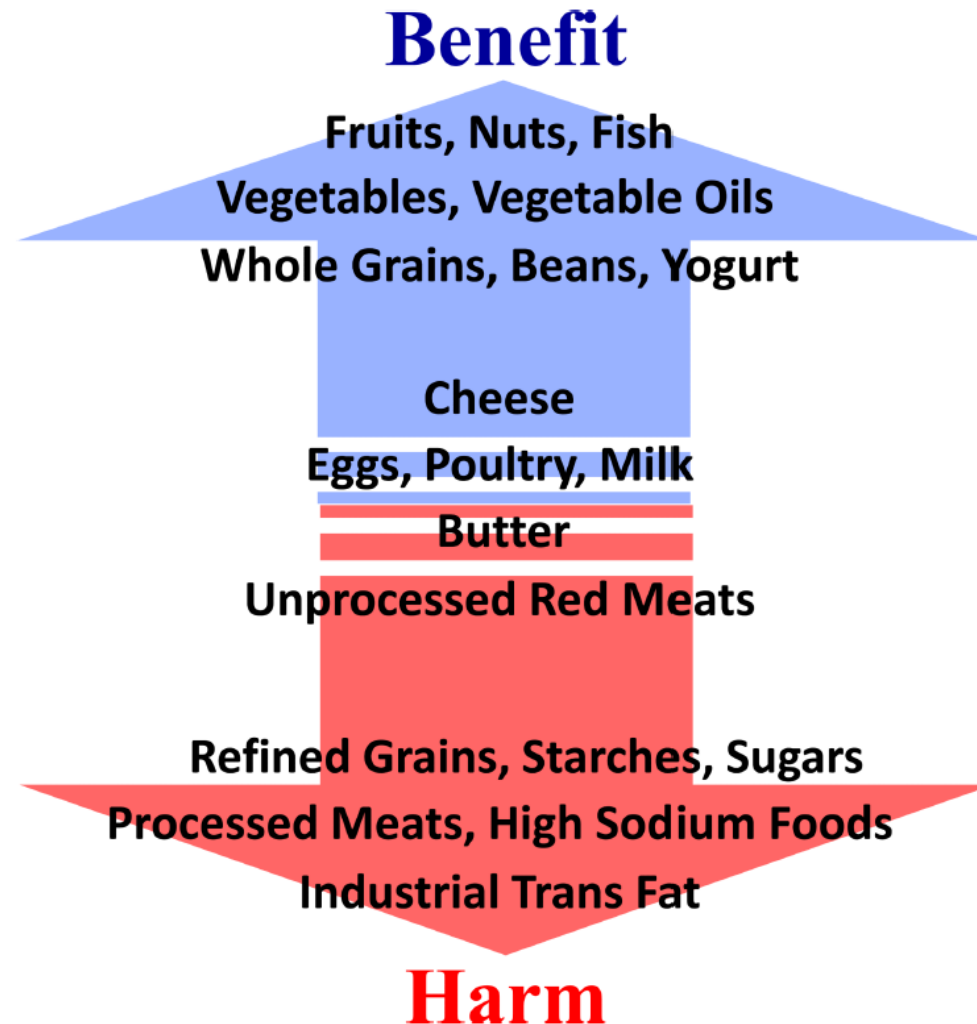 Benefit
Fruits, Nuts, Fish
Vegetables, Vegetable Oils
Whole Grains, Beans, Yogurt
Cheese
Eggs, Poultry, Milk
Butter
Unprocessed Red Meats
Refined Grains, Starches, Sugars
Processed Meats, High Sodium Foods
Industrial Trans Fat
Harm